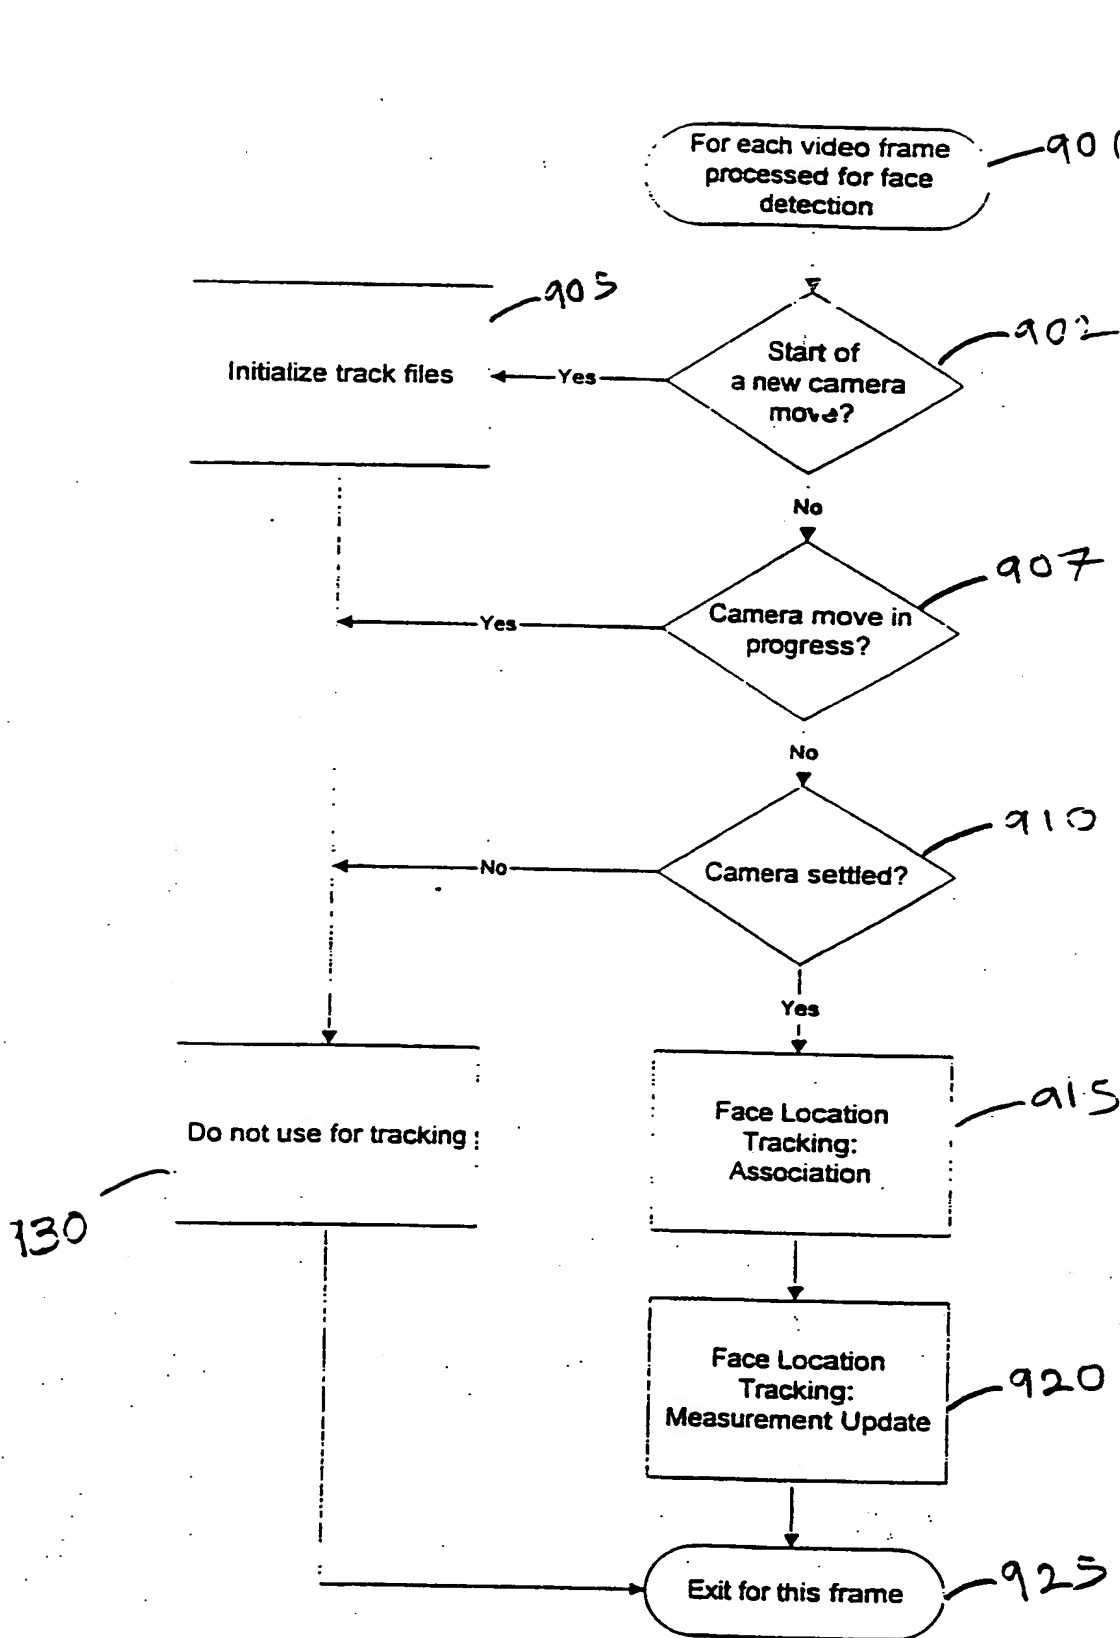 For each video frame
processed for face
detection
905
902
Start of
a new camera
move?
Yes
Initialize track files
No
907
Camera move in
progress?
Yes
No
910
Camera settled?
No
Yes
915
Face Location
Tracking:
Association
Do not use for tracking
130
Face Location
Tracking:
Measurement Update
920
Exit for this frame
925